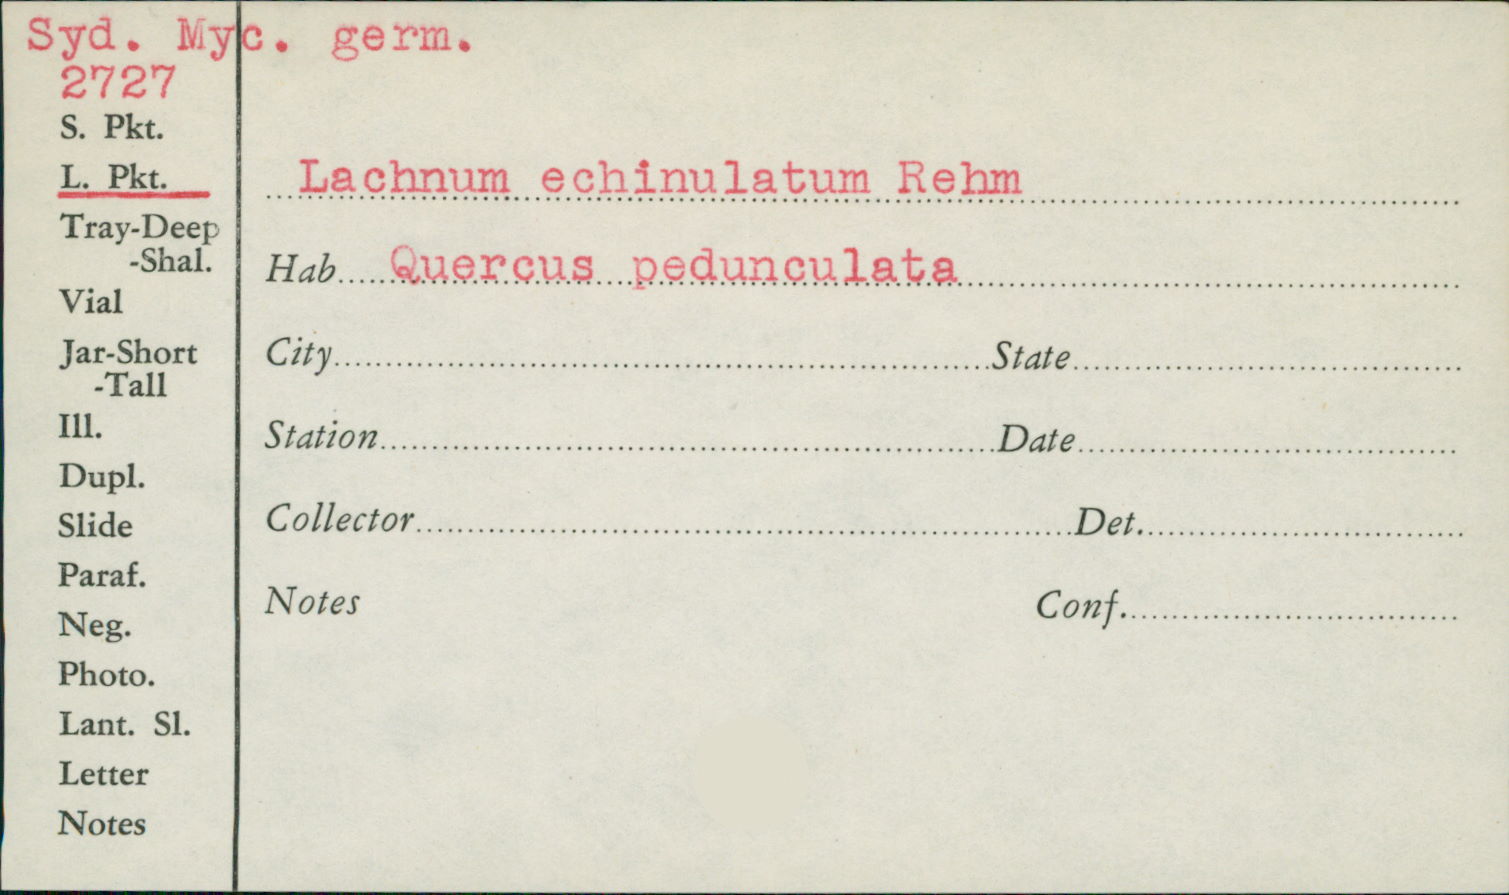 Syd. Myc. germ.
2727
S. Pkt.
L. Pkt.
Tray-Deep
-Shal.
Vial
Jar-Short
-Tall
Ill.
Dupl.
Slide
Paraf.
Neg.
Photo.
Lant. Sl.
Letter
Notes
Lachnum echinulatum Rehm
Hab Quercus pedunculata
City State
Station Date
Collector Det.
Notes Conf.